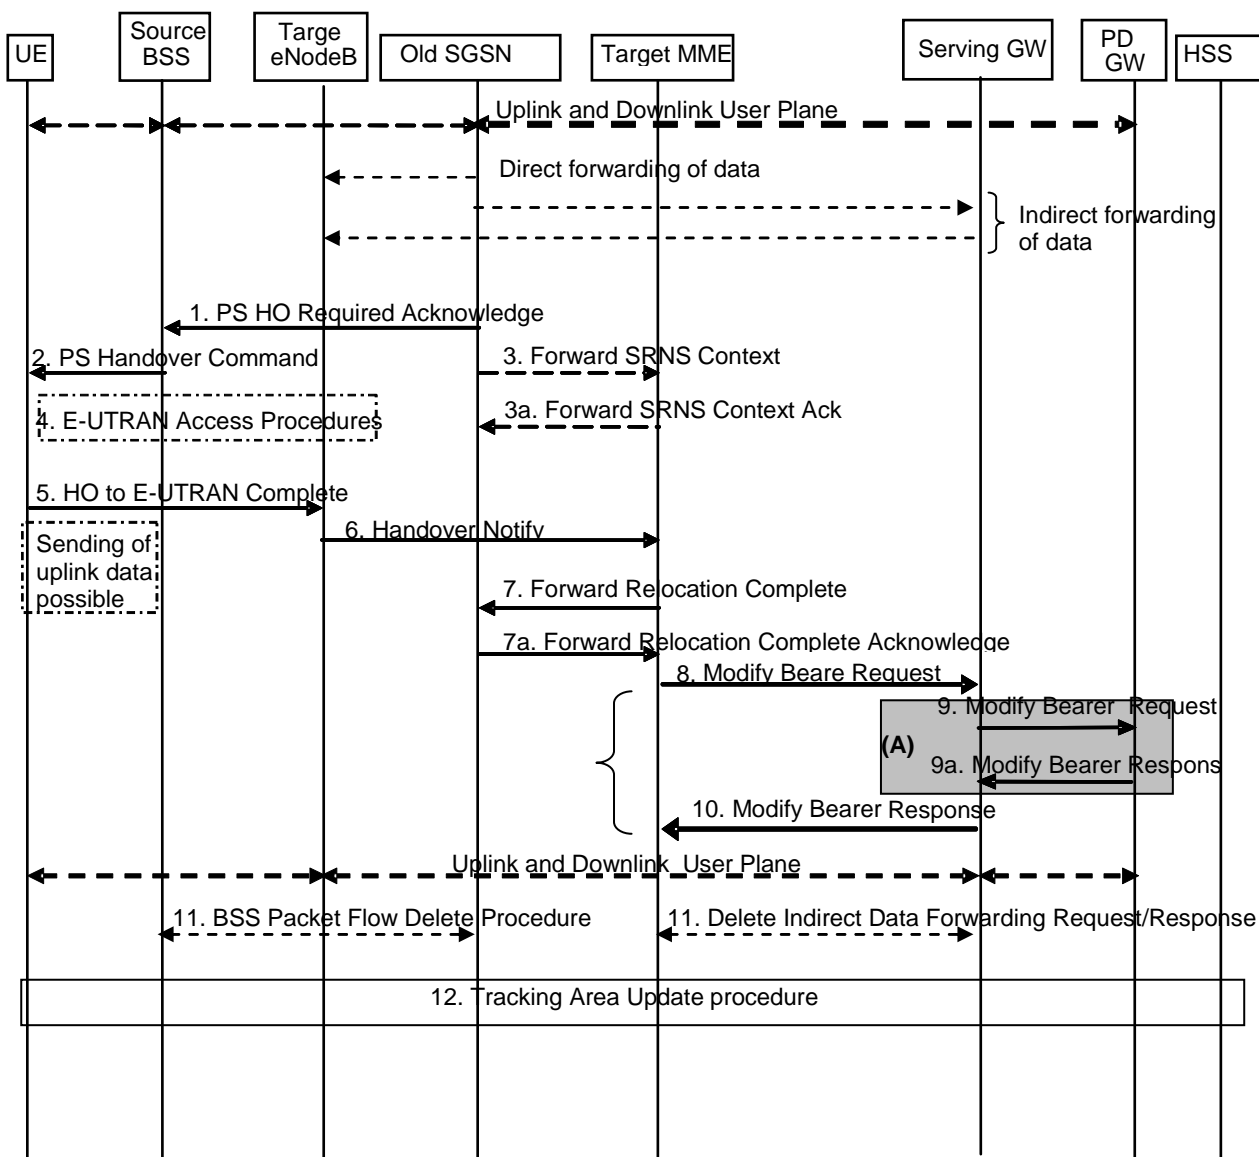 UE
Source
BSS
Targe
eNodeB
Old SGSN
Target MME
Serving GW
PD
GW
HSS
Uplink and Downlink User Plane
Direct forwarding of data
Indirect forwarding
of data
1. PS HO Required Acknowledge
2. PS Handover Command
3. Forward SRNS Context
4. E-UTRAN Access Procedures
3a. Forward SRNS Context Ack
5. HO to E-UTRAN Complete
6. Handover Notify
Sending of
uplink data
possible
7. Forward Relocation Complete
7a. Forward Relocation Complete Acknowledge
8. Modify Beare Request
9. Modify Bearer Request
(A)
9a. Modify Bearer Respons
10. Modify Bearer Response
Uplink and Downlink User Plane
11. BSS Packet Flow Delete Procedure
11. Delete Indirect Data Forwarding Request/Response
12. Tracking Area Update procedure